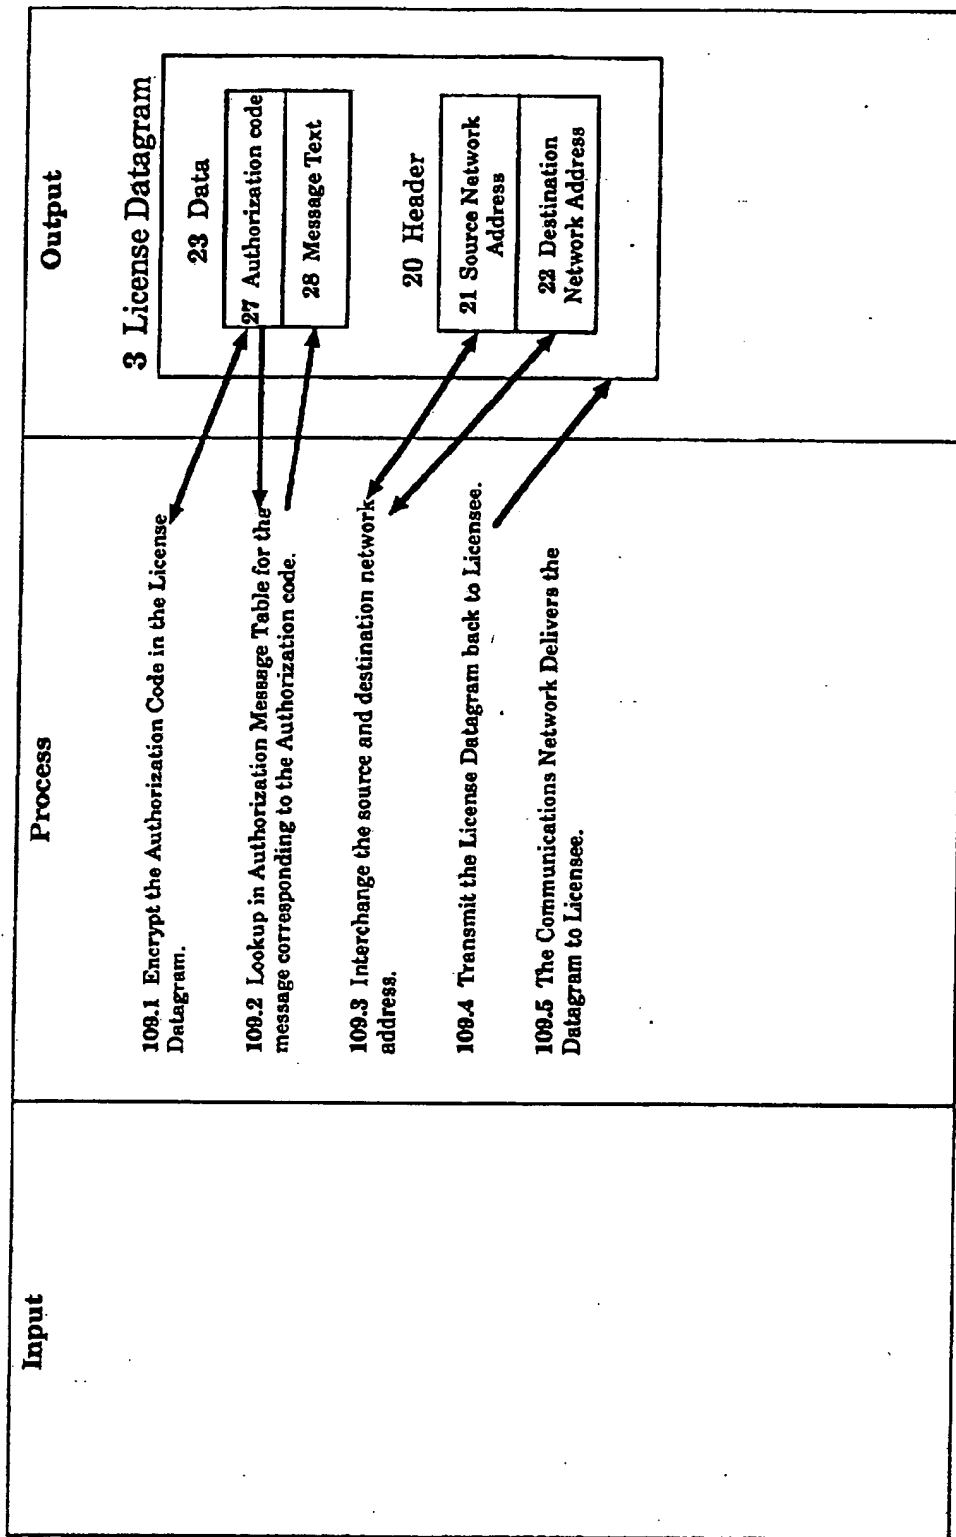 Input
Process
Output
109.1 Encrypt the Authorization Code in the License
Datagram.
109.2 Lookup in Authorization Message Table for the
message corresponding to the Authorization code.
109.3 Interchange the source and destination network
address.
109.4 Transmit the License Datagram back to Licensee.
109.5 The Communications Network Delivers the
Datagram to Licensee.
3 License Datagram
23 Data
27 Authorization code
28 Message Text
20 Header
21 Source Network
Address
22 Destination
Network Address